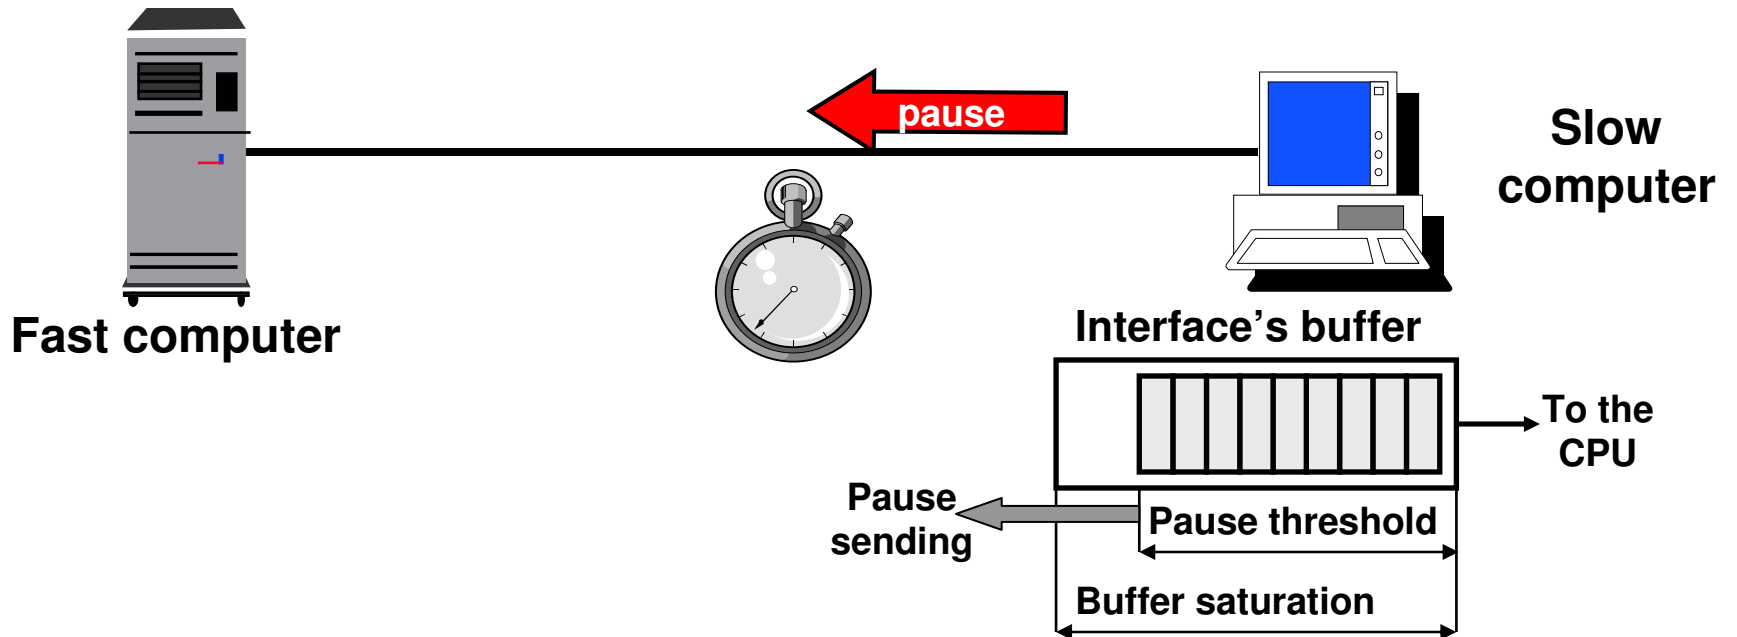 pause
Slow
computer
Fast computer
Interface's buffer
To the
CPU
Pause
sending
Pause threshold
Buffer saturation